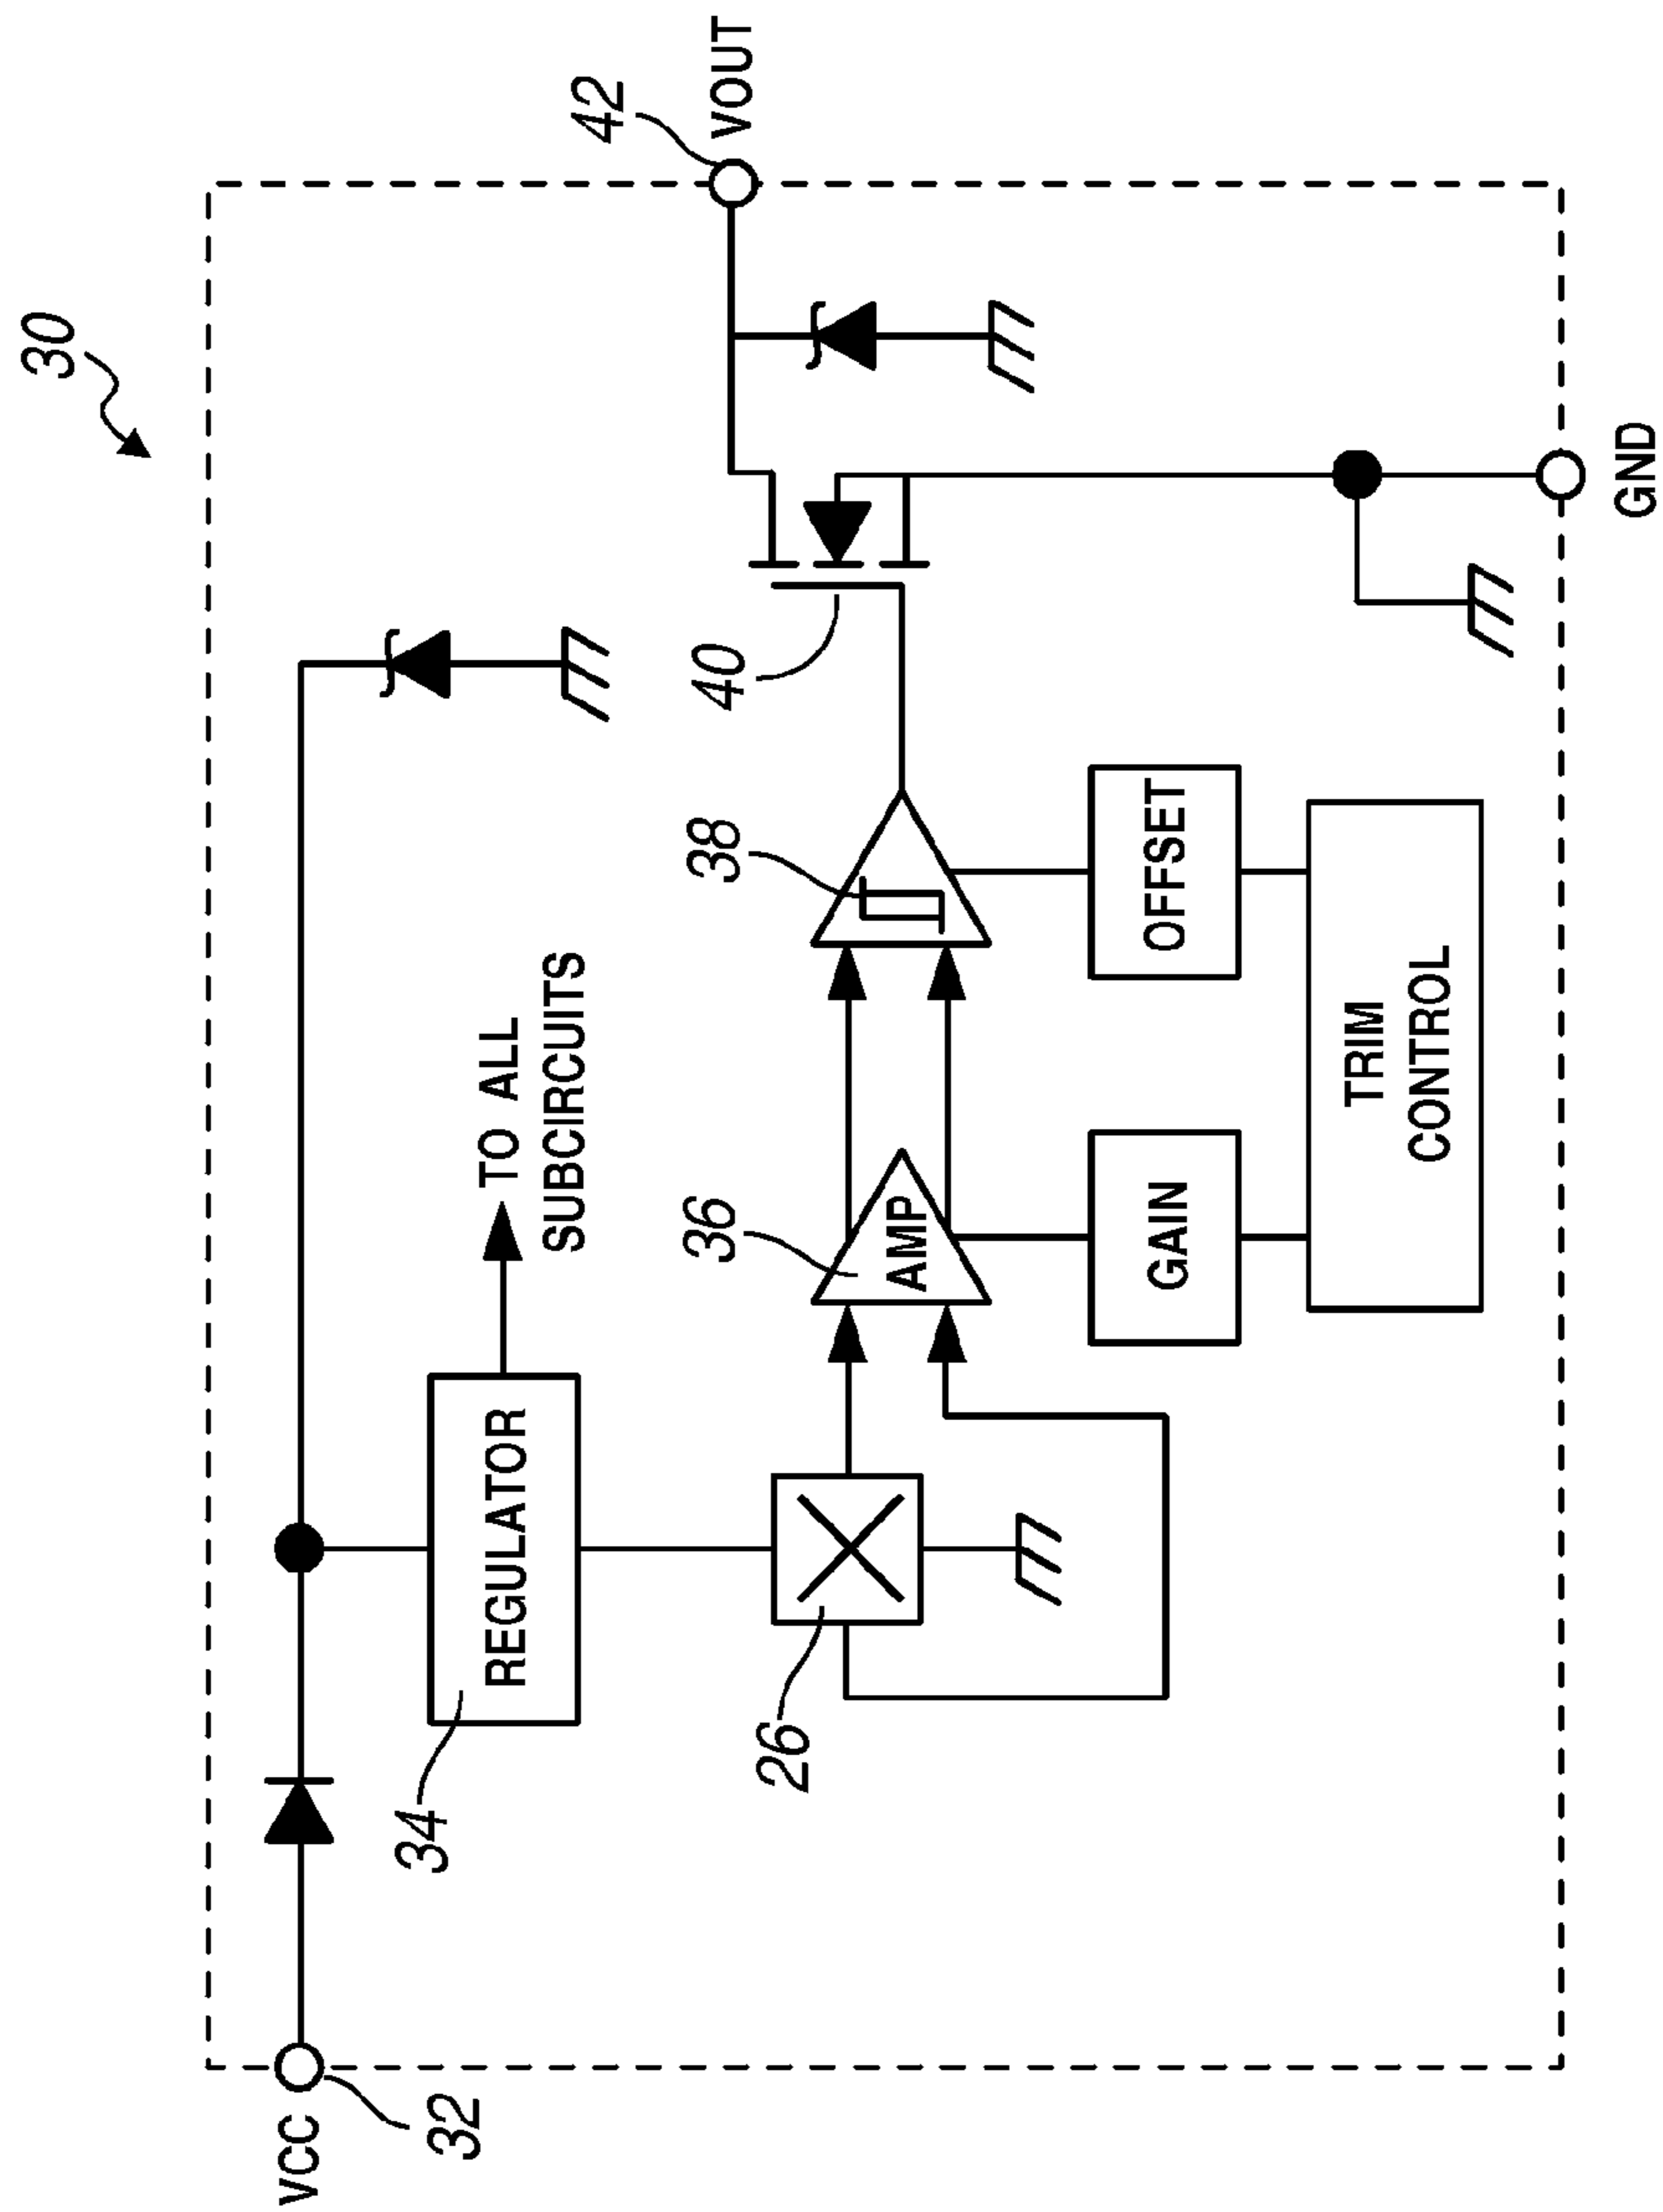 30
VCC
32
34
REGULATOR
TO ALL
SUBCIRCUITS
42
VOUT
26
36
AMP
38
40
GAIN
OFFSET
TRIM
CONTROL
GND